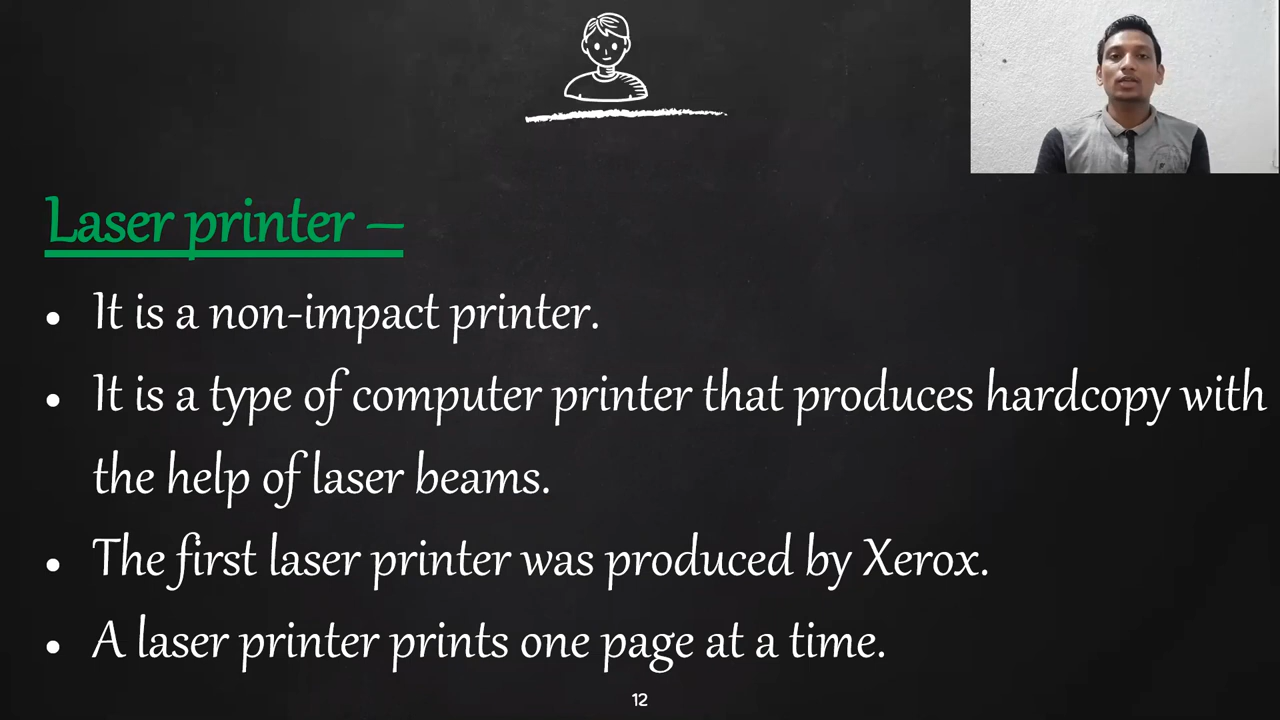 Laser printer –
• It is a non-impact printer.
• It is a type of computer printer that produces hardcopy with
the help of laser beams.
• The first laser printer was produced by Xerox.
• A laser printer prints one page at a time.
12